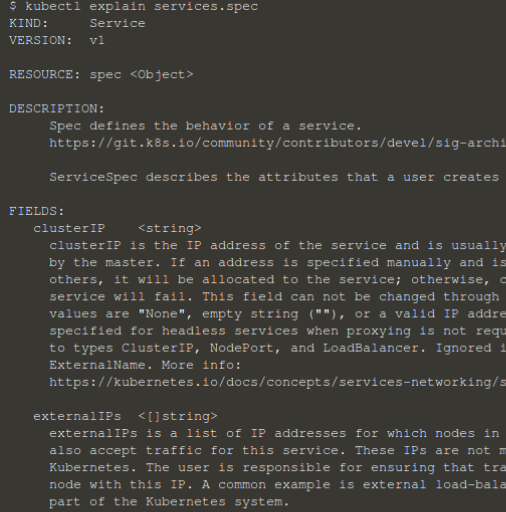 $ kubectl explain services.spec
KIND:     Service
VERSION:  v1
RESOURCE: spec <Object>
DESCRIPTION:
Spec defines the behavior of a service.
https://git.k8s.io/community/contributors/devel/sig-archi
ServiceSpec describes the attributes that a user creates
FIELDS:
clusterIP    <string>
clusterIP is the IP address of the service and is usually
by the master. If an address is specified manually and is
others, it will be allocated to the service; otherwise, c
service will fail. This field can not be changed through
values are "None", empty string (""), or a valid IP addre
specified for headless services when proxying is not requ
to types ClusterIP, NodePort, and LoadBalancer. Ignored i
ExternalName. More info:
https://kubernetes.io/docs/concepts/services-networking/s
externalIPs  <[]string>
externalIPs is a list of IP addresses for which nodes in
also accept traffic for this service. These IPs are not m
Kubernetes. The user is responsible for ensuring that tra
node with this IP. A common example is external load-bala
part of the Kubernetes system.